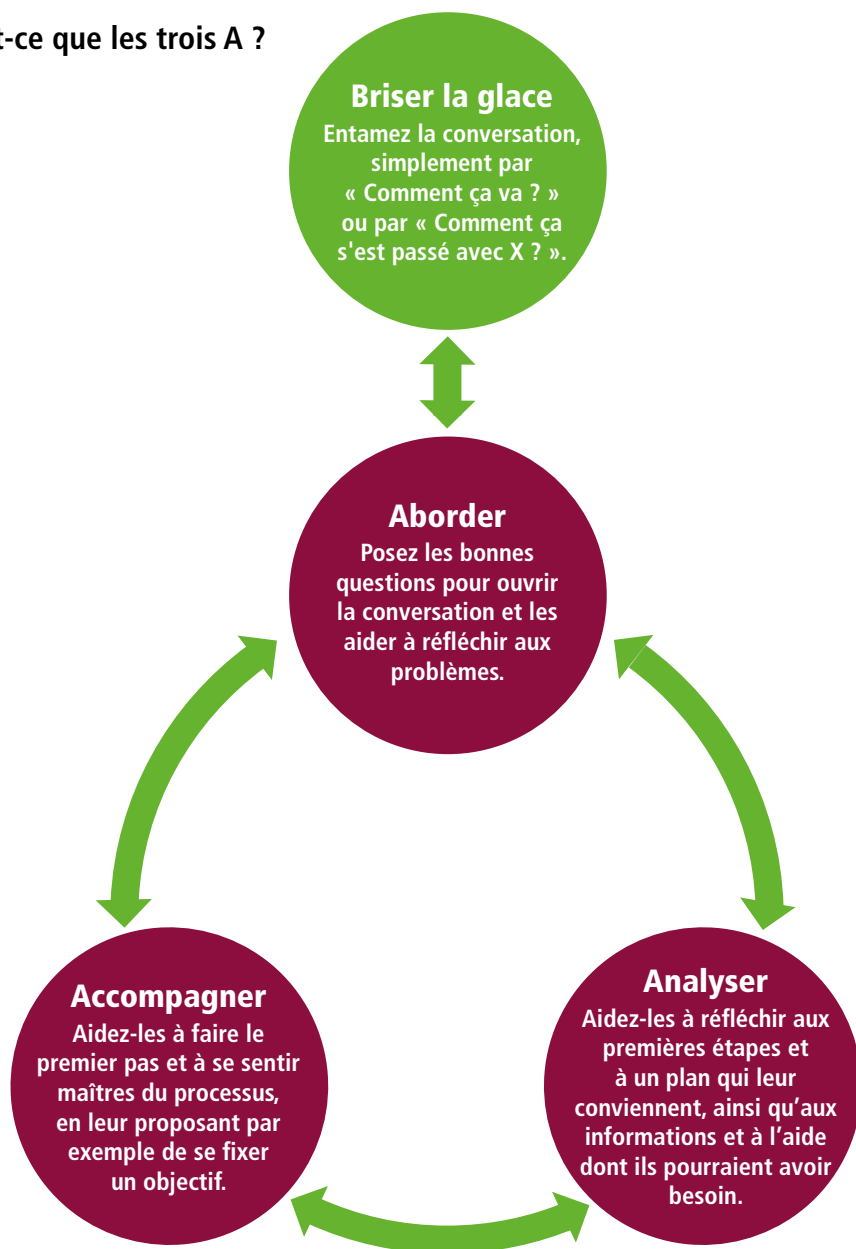 t-ce que les trois A ?
Briser la glace
Entamez la conversation,
simplement par
« Comment ça va ? »
ou par « Comment ça
s'est passé avec X ? ».
Aborder
Posez les bonnes
questions pour ouvrir
la conversation et les
aider à réfléchir aux
problèmes.
Accompagner
Aidez-les à faire le
premier pas et à se sentir
maîtres du processus,
en leur proposant par
exemple de se fixer
un objectif.
Analyser
Aidez-les à réfléchir aux
premières étapes et
à un plan qui leur
conviennent, ainsi qu’aux
informations et à l’aide
dont ils pourraient avoir
besoin.